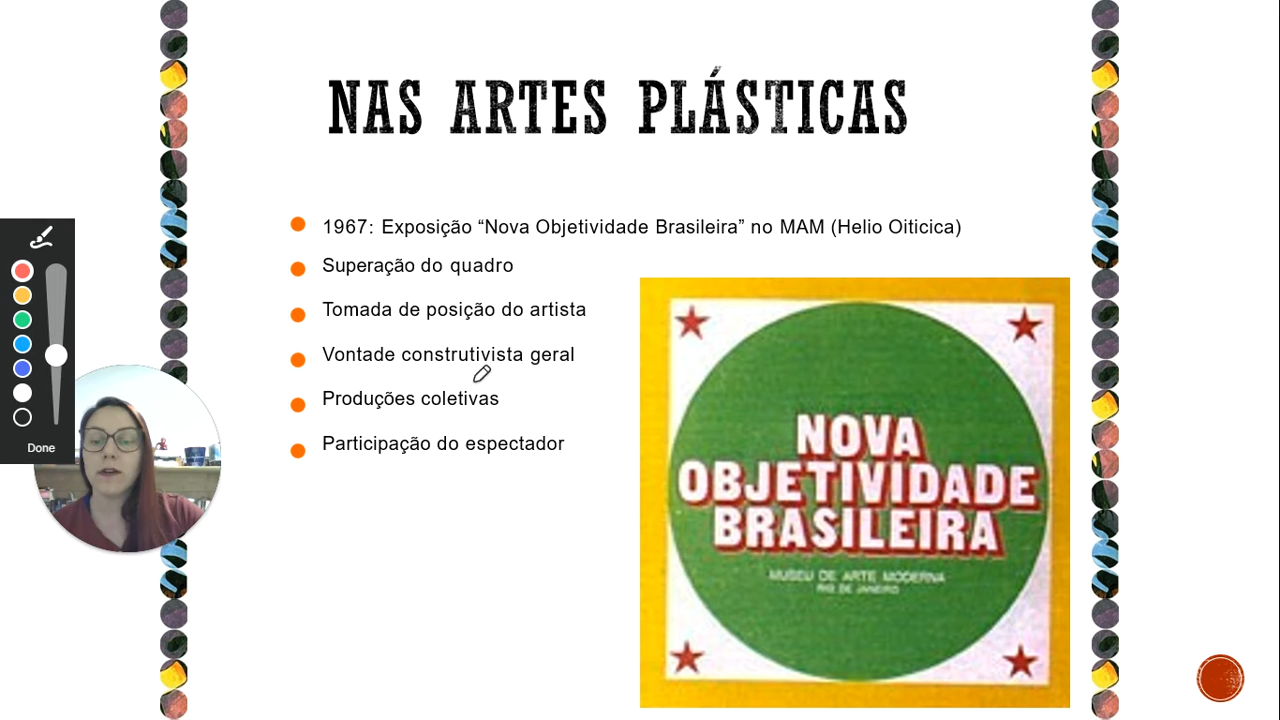 NAS ARTES PLÁSTICAS
1967: Exposição “Nova Objetividade Brasileira” no MAM (Helio Oiticica)
Superação do quadro
Tomada de posição do artista
Vontade construtivista geral
Produções coletivas
Participação do espectador
NOVA
OBJETIVIDADE
BRASILEIRA
MUSEU DE ARTE MODERNA
RIO DE JANEIRO
Done